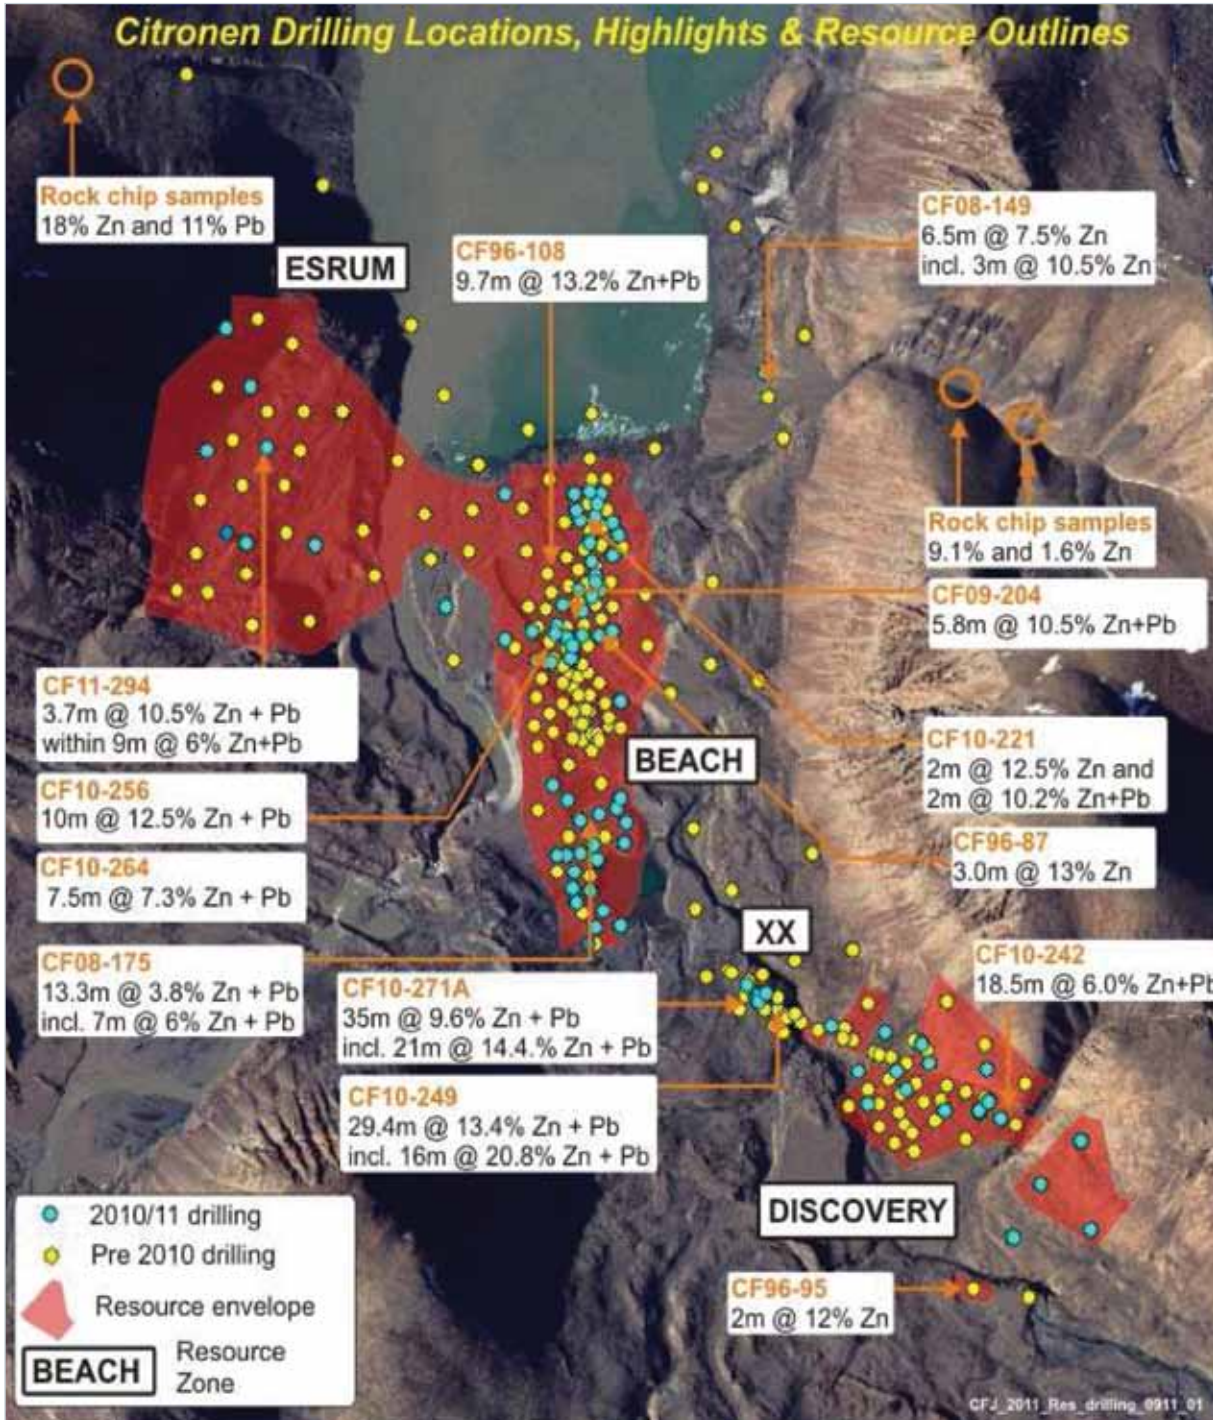 Citronen Drilling Locations, Highlights & Resource Outlines
Rock chip samples
18% Zn and 11% Pb
ESRUM
CF96-108
9.7m @ 13.2% Zn+Pb
CF08-149
6.5m @ 7.5% Zn
incl. 3m @ 10.5% Zn
Rock chip samples
9.1% and 1.6% Zn
CF09-204
5.8m @ 10.5% Zn+Pb
CF11-294
3.7m @ 10.5% Zn + Pb
within 9m @ 6% Zn+Pb
CF10-221
2m @ 12.5% Zn and
2m @ 10.2% Zn+Pb
BEACH
CF10-256
10m @ 12.5% Zn + Pb
CF96-87
3.0m @ 13% Zn
CF10-264
7.5m @ 7.3% Zn + Pb
XX
CF10-242
18.5m @ 6.0% Zn+Pb
CF08-175
13.3m @ 3.8% Zn + Pb
incl. 7m @ 6% Zn + Pb
CF10-271A
35m @ 9.6% Zn + Pb
incl. 21m @ 14.4.% Zn + Pb
CF10-249
29.4m @ 13.4% Zn + Pb
incl. 16m @ 20.8% Zn + Pb
DISCOVERY
CF96-95
2m @ 12% Zn
2010/11 drilling
Pre 2010 drilling
Resource envelope
BEACH
Resource
Zone
CFJ_2011_Res_drilling_0911_01